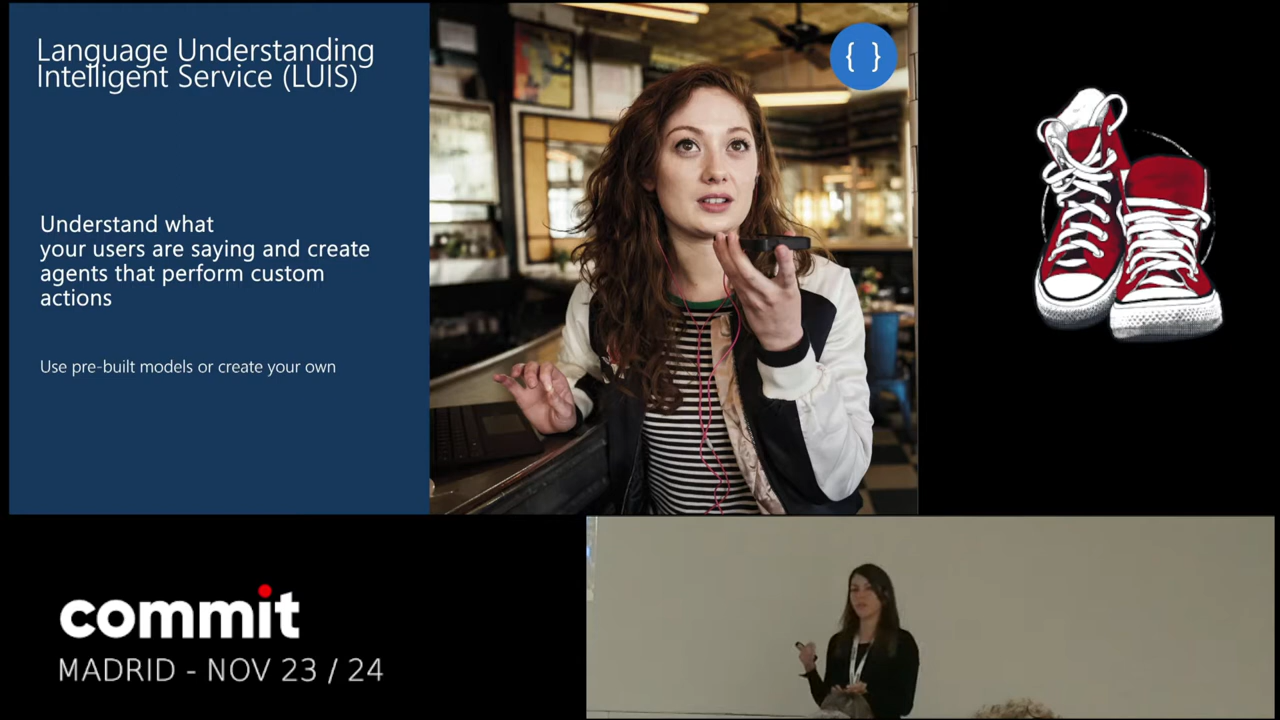 Language Understanding
Intelligent Service (LUIS)
{ }
Understand what
your users are saying and create
agents that perform custom
actions
Use pre-built models or create your own
commit
MADRID - NOV 23 / 24